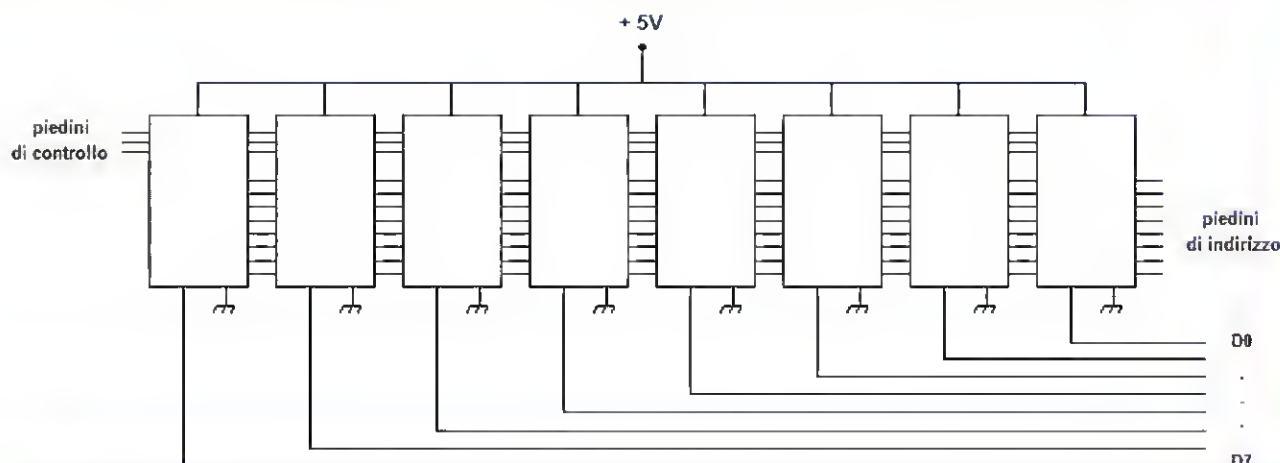 + 5V
piedini
di controllo
piedini
di indirizzo
D0
.
.
.
D7